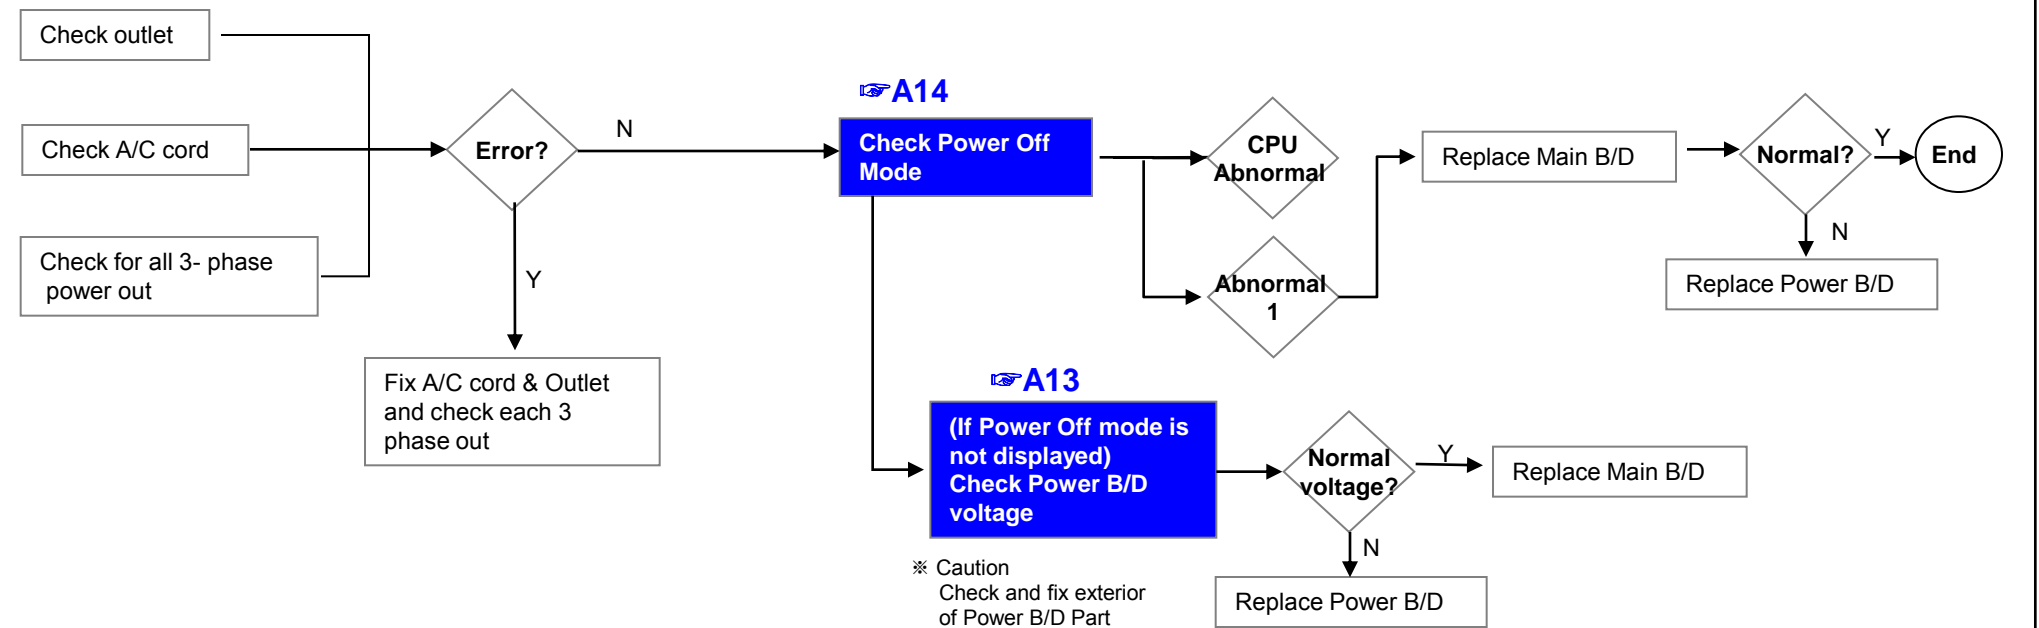 Check outlet
Check A/C cord
Check for all 3- phase
power out
Error?
N
Y
Fix A/C cord & Outlet
and check each 3
phase out
☞A14
Check Power Off
Mode
CPU
Abnormal
Abnormal
1
Replace Main B/D
Normal?
Y
End
N
Replace Power B/D
☞A13
(If Power Off mode is
not displayed)
Check Power B/D
voltage
※ Caution
Check and fix exterior
of Power B/D Part
Normal
voltage?
Y
Replace Main B/D
N
Replace Power B/D